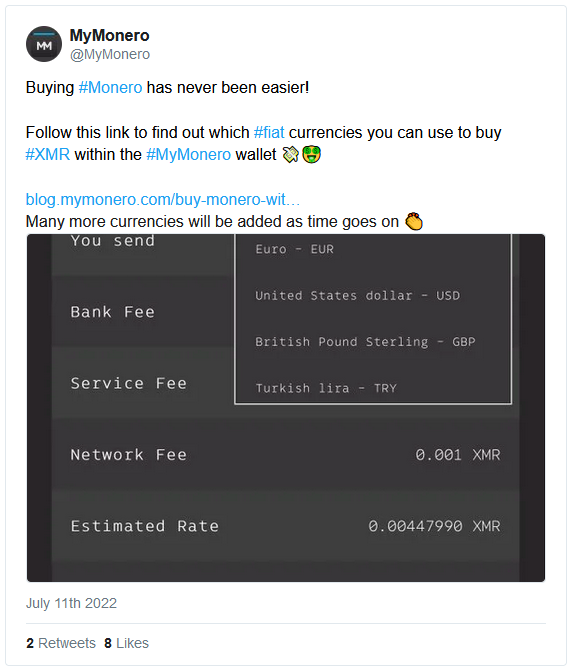 MyMonero
@MyMonero
Buying #Monero has never been easier!
Follow this link to find out which #fiat currencies you can use to buy
#XMR within the #MyMonero wallet 💸🤑
blog.mymonero.com/buy-monero-wit…
Many more currencies will be added as time goes on 👏
You send
Euro - EUR
United States dollar - USD
Bank Fee
British Pound Sterling - GBP
Service Fee
Turkish lira - TRY
Network Fee 0.001 XMR
Estimated Rate 0.00447990 XMR
July 11th 2022
2 Retweets 8 Likes